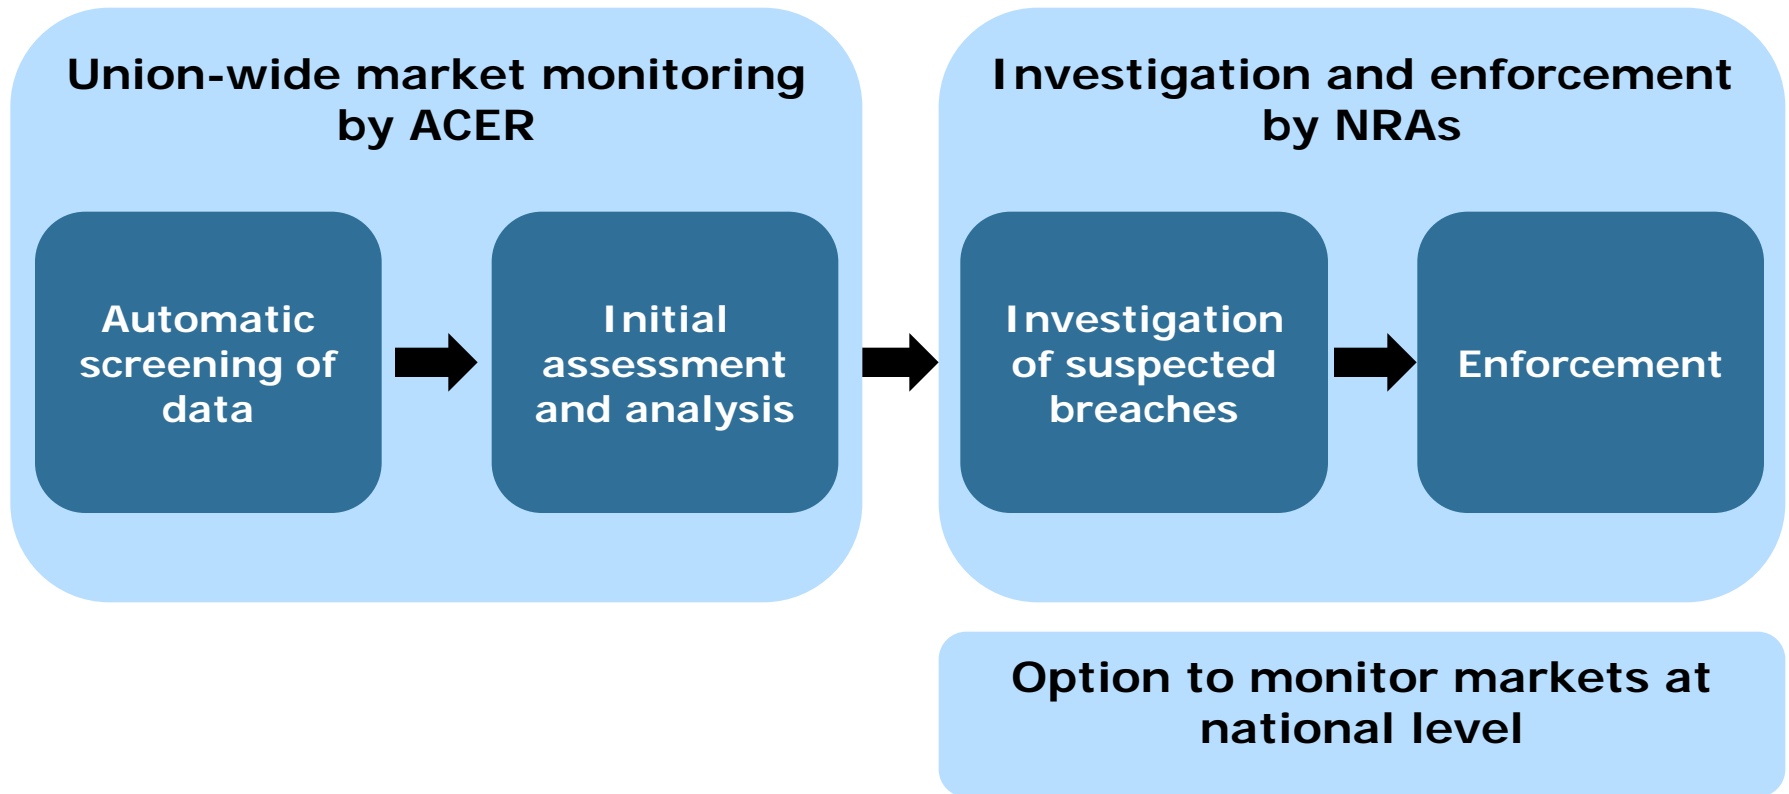 Union-wide market monitoring
by ACER
Automatic
screening of
data
Initial
assessment
and analysis
Investigation and enforcement
by NRAs
Investigation
of suspected
breaches
Enforcement
Option to monitor markets at
national level